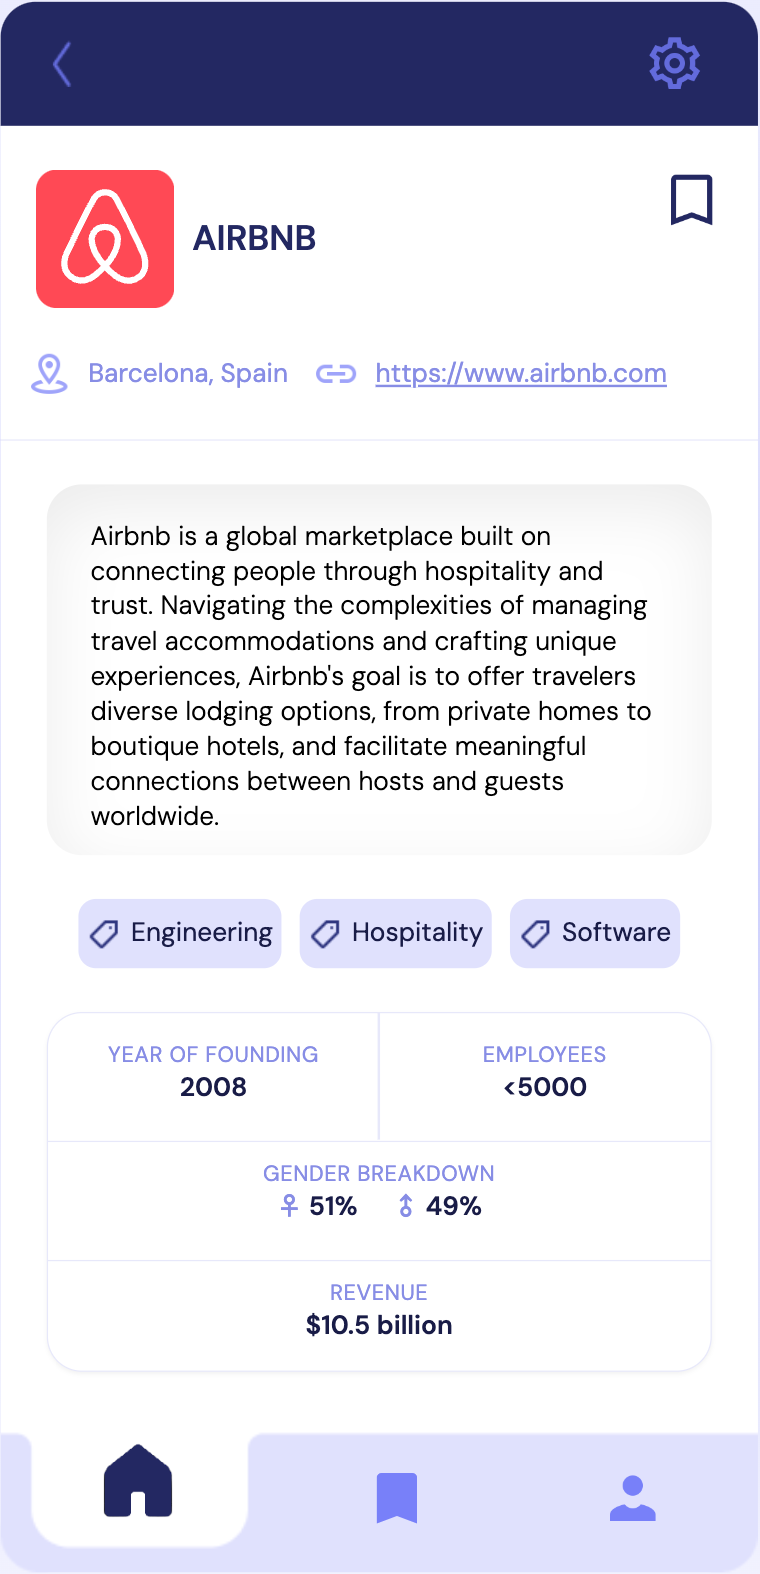 AIRBNB
Barcelona, Spain
https://www.airbnb.com
Airbnb is a global marketplace built on
connecting people through hospitality and
trust. Navigating the complexities of managing
travel accommodations and crafting unique
experiences, Airbnb's goal is to offer travelers
diverse lodging options, from private homes to
boutique hotels, and facilitate meaningful
connections between hosts and guests
worldwide.
Engineering
Hospitality
Software
YEAR OF FOUNDING
2008
EMPLOYEES
<5000
GENDER BREAKDOWN
51%
49%
REVENUE
$10.5 billion